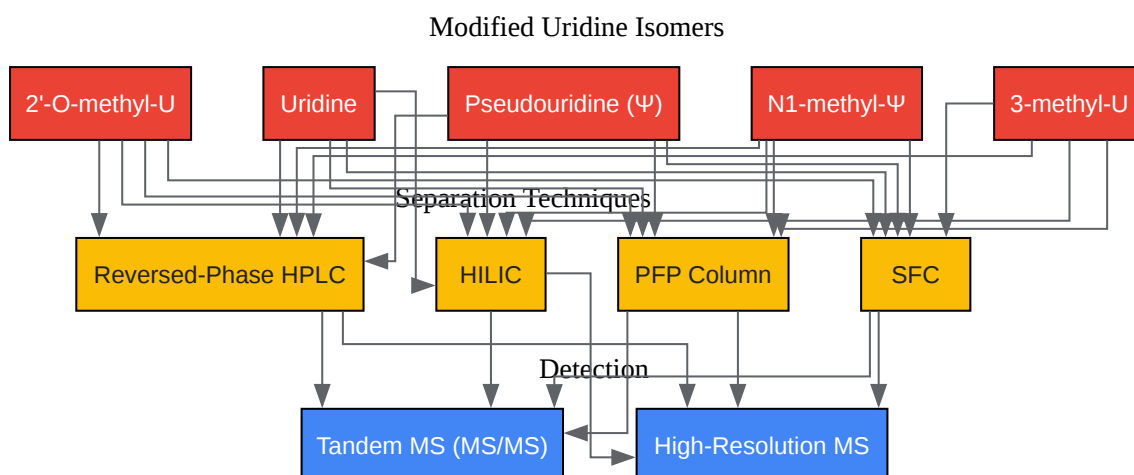 Modified Uridine Isomers
2'-O-methyl-U
Uridine
Pseudouridine (Ψ)
N1-methyl-Ψ
3-methyl-U
Separation Techniques
Reversed-Phase HPLC
HILIC
PFP Column
SFC
Detection
Tandem MS (MS/MS)
High-Resolution MS